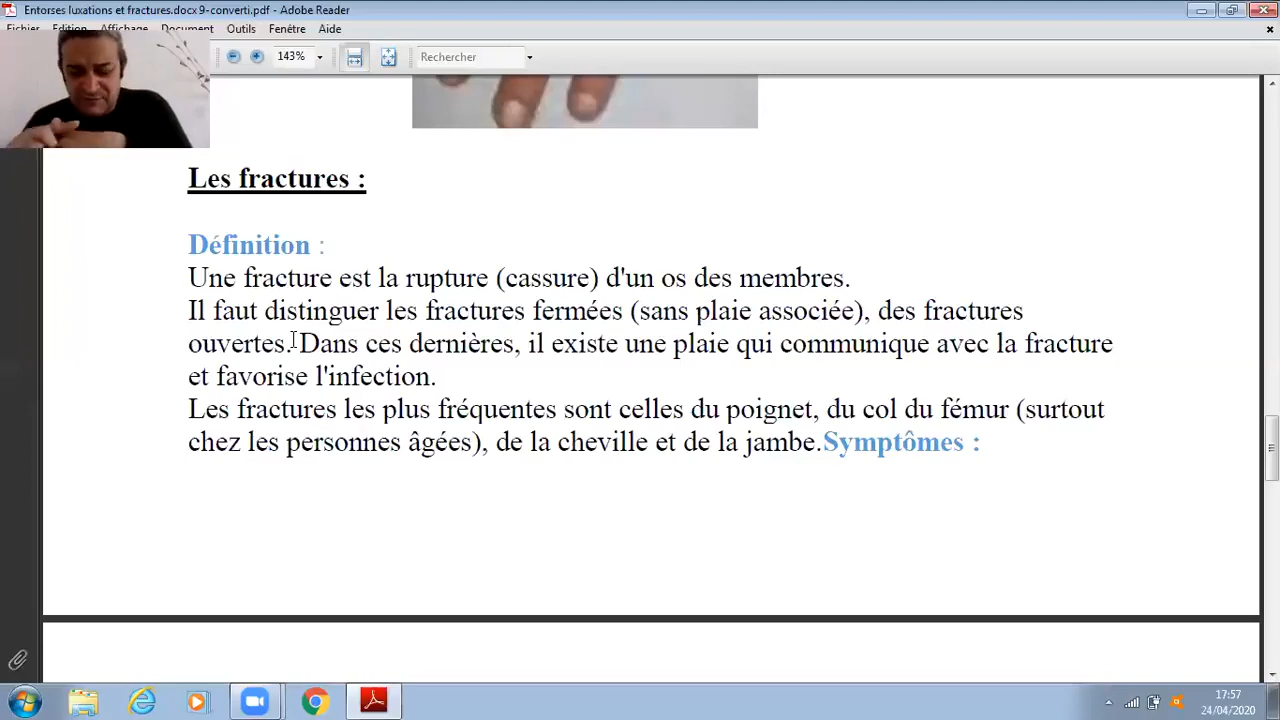 Entorses luxations et fractures.docx 9-converti.pdf - Adobe Reader
Fichier Edition Affichage Document Outils Fenêtre Aide
143%
Rechercher
Les fractures :
Définition :
Une fracture est la rupture (cassure) d'un os des membres.
Il faut distinguer les fractures fermées (sans plaie associée), des fractures
ouvertes. Dans ces dernières, il existe une plaie qui communique avec la fracture
et favorise l'infection.
Les fractures les plus fréquentes sont celles du poignet, du col du fémur (surtout
chez les personnes âgées), de la cheville et de la jambe.Symptômes :
17:57
24/04/2020